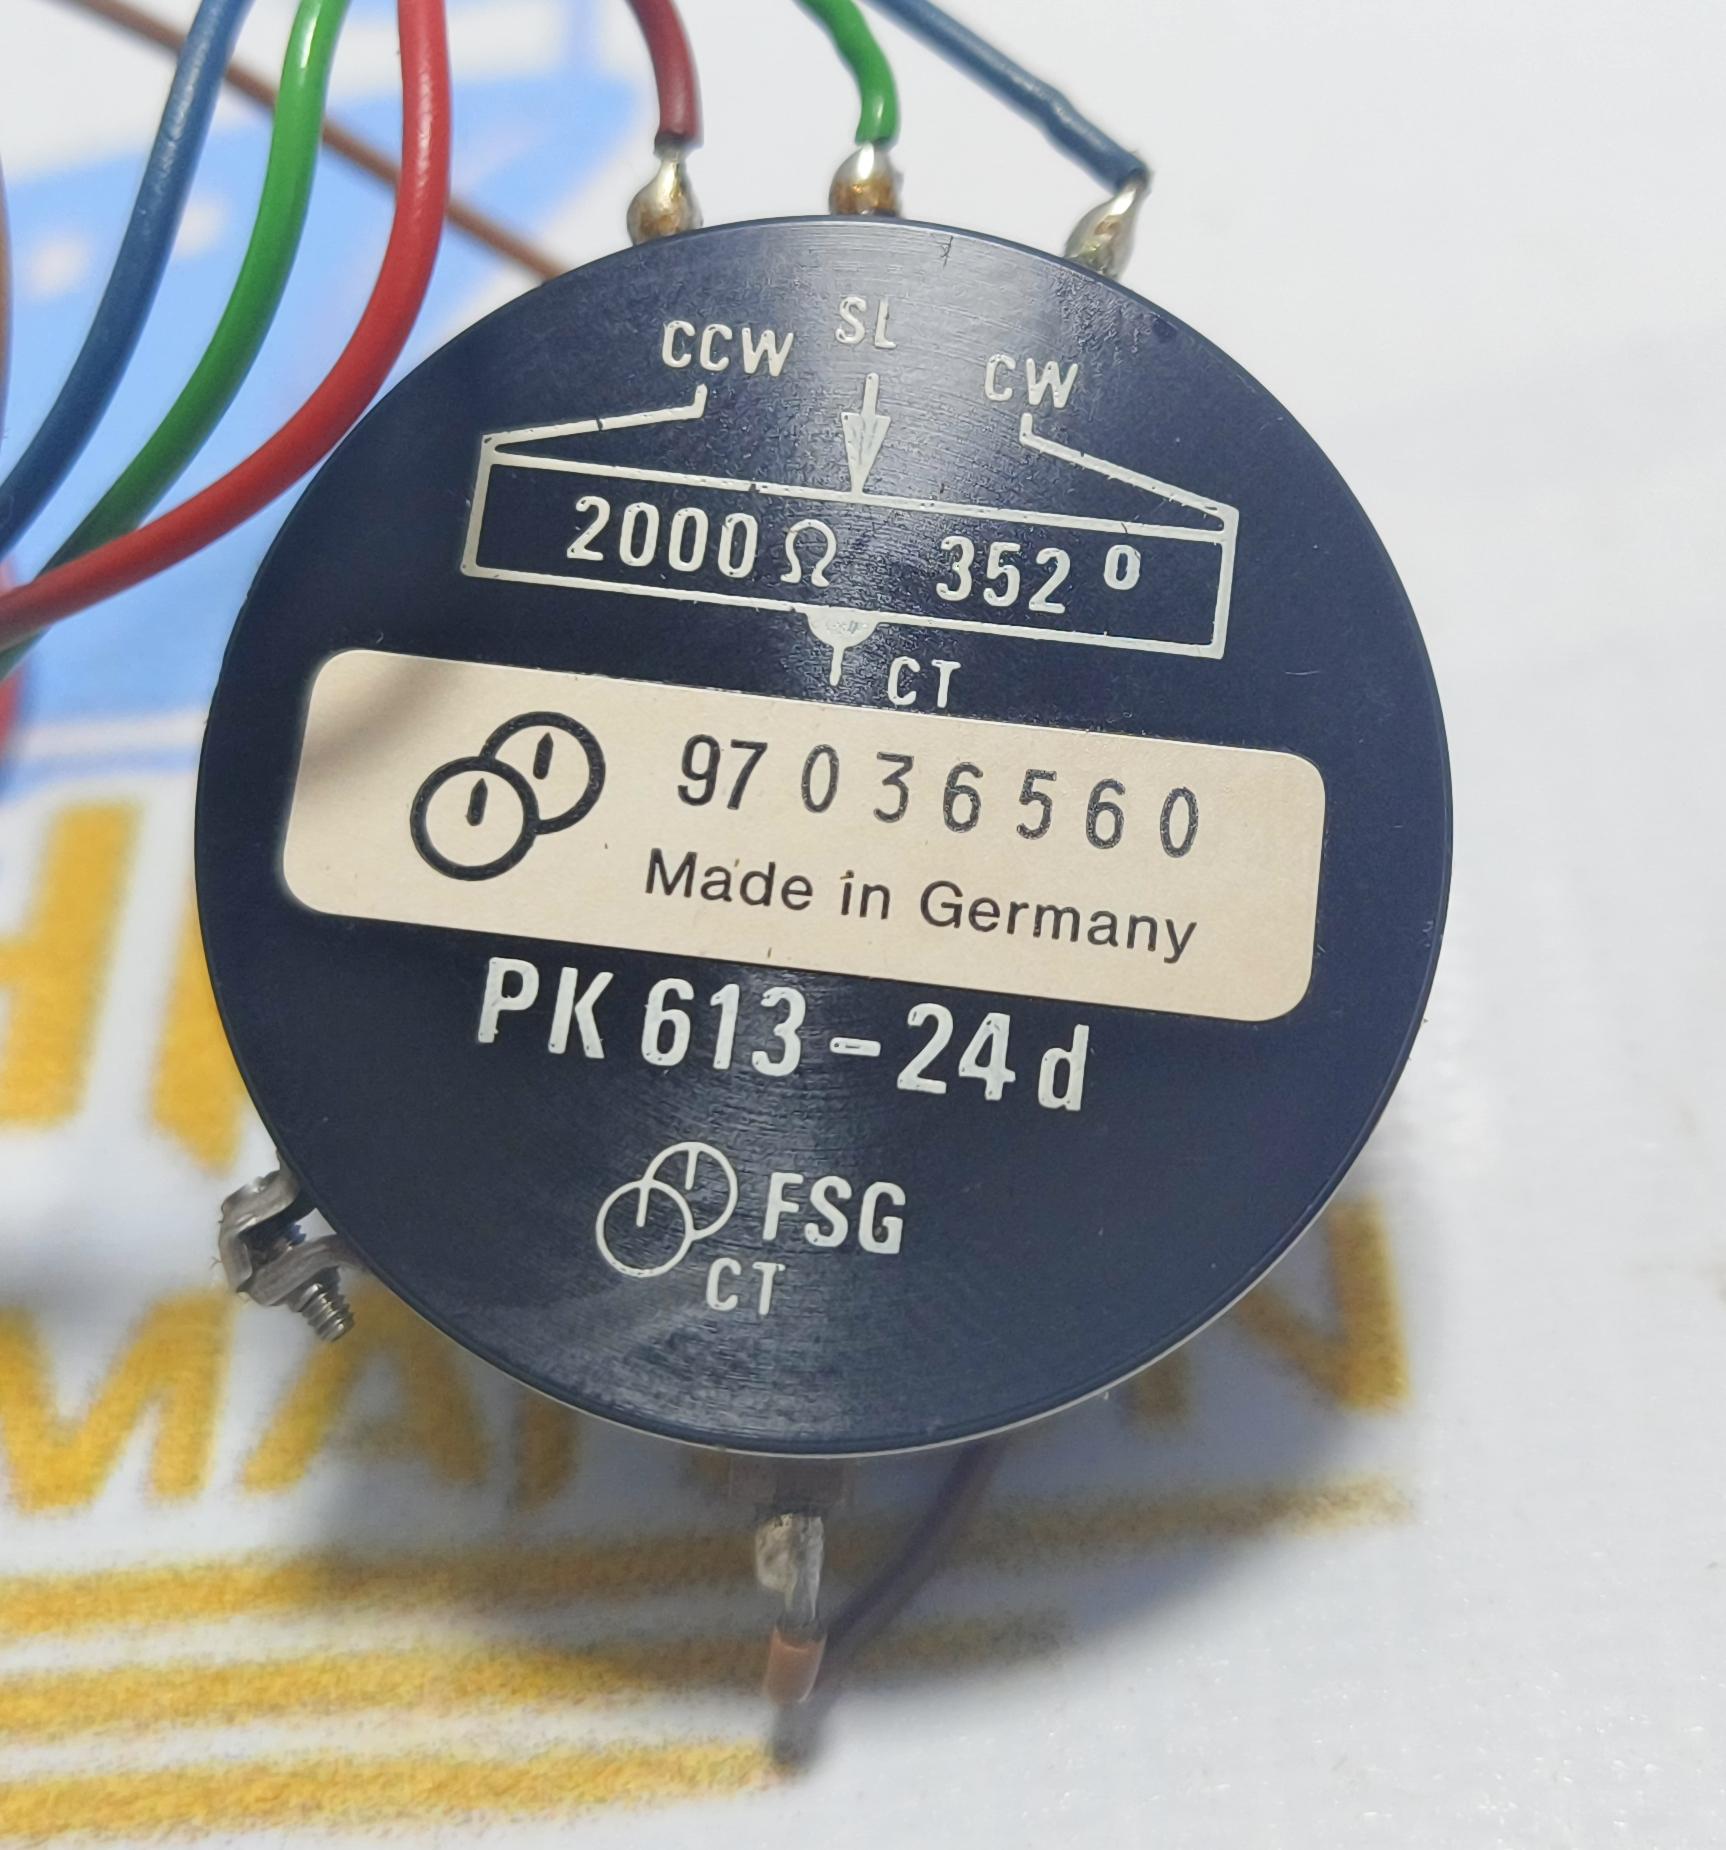 SL
CCW
CW
2000 Ω 352 °
CT
97 0 3 6 5 6 0
Made in Germany
PK 613-24 d
FSG
CT